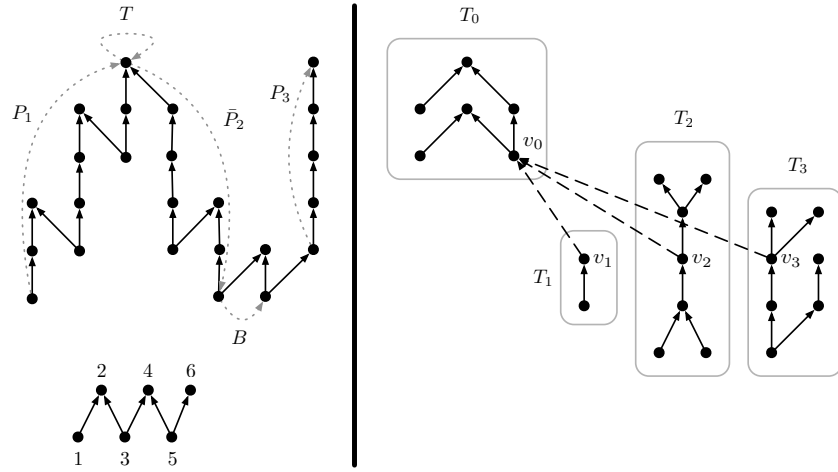 T
P₁
P̄₂
P₃
B
2 4 6
1 3 5
T₀
v₀
T₂
T₃
T₁
v₁
v₂
v₃